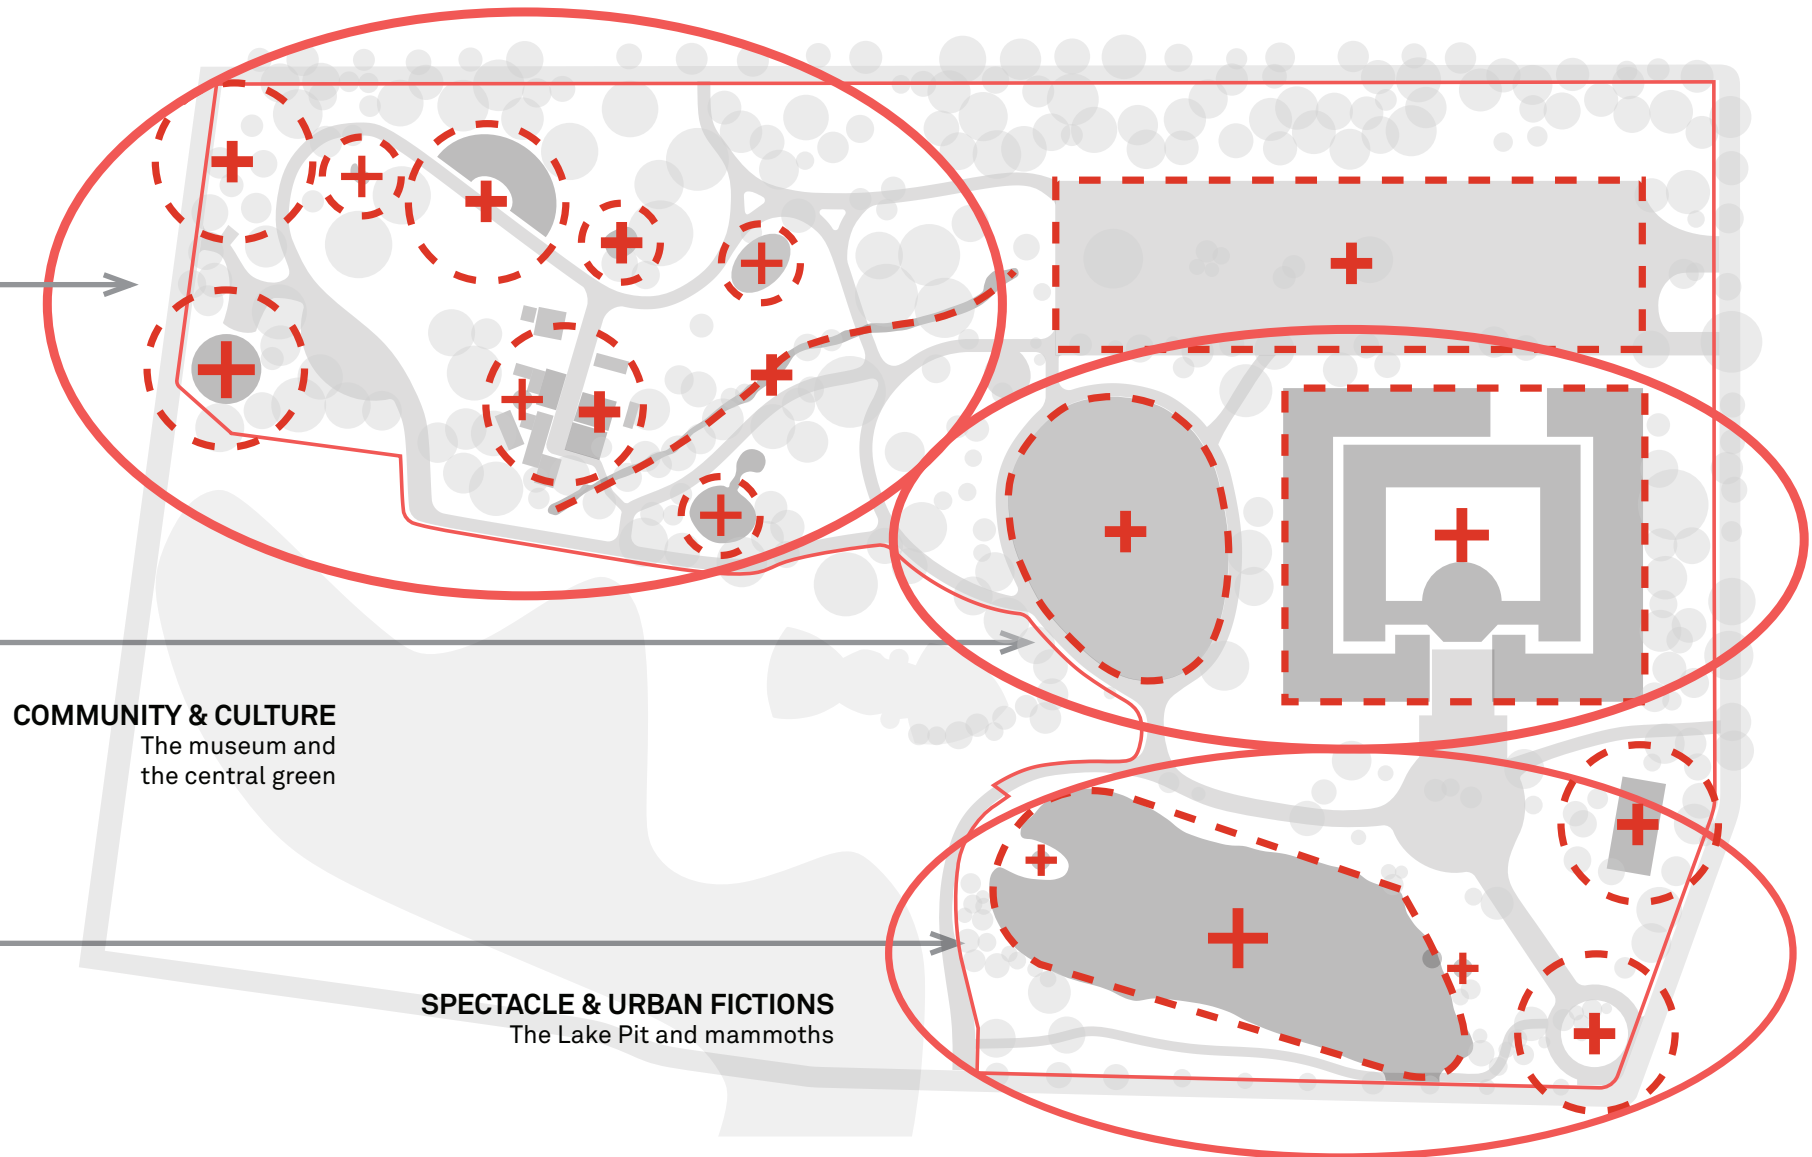 COMMUNITY & CULTURE
The museum and
the central green
SPECTACLE & URBAN FICTIONS
The Lake Pit and mammoths